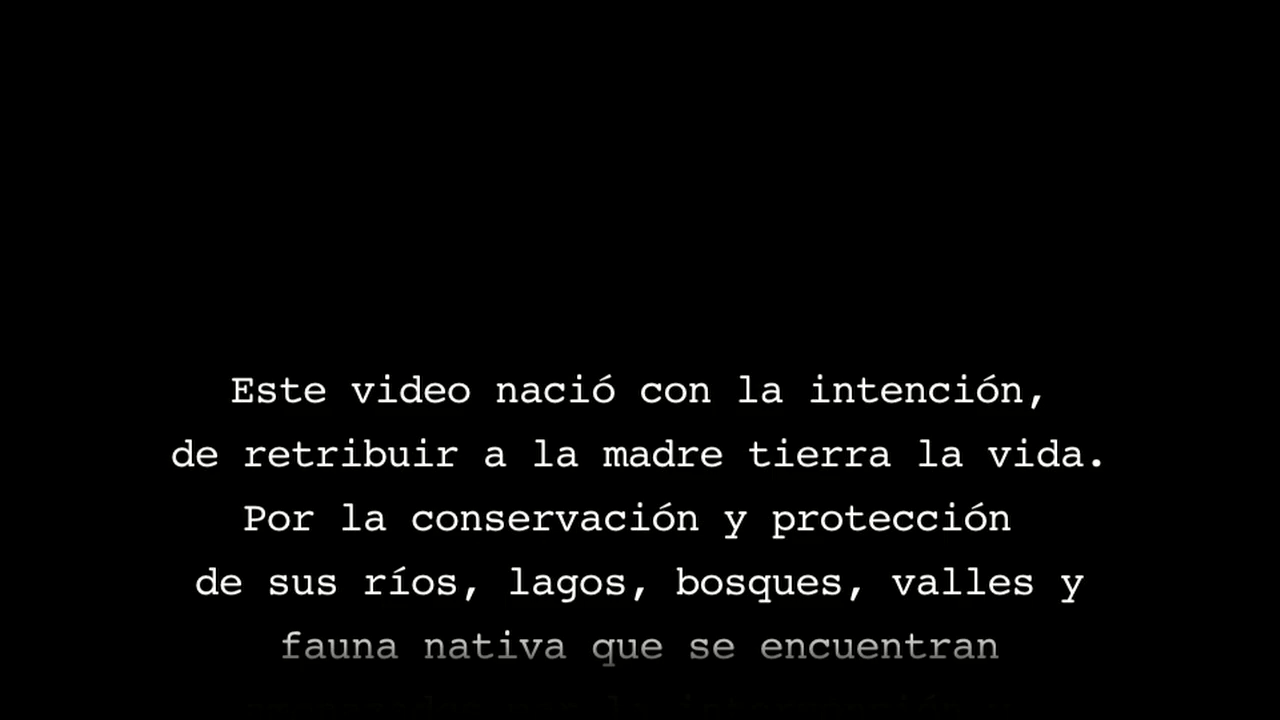 Este video nació con la intención,
de retribuir a la madre tierra la vida.
Por la conservación y protección
de sus ríos, lagos, bosques, valles y
fauna nativa que se encuentran